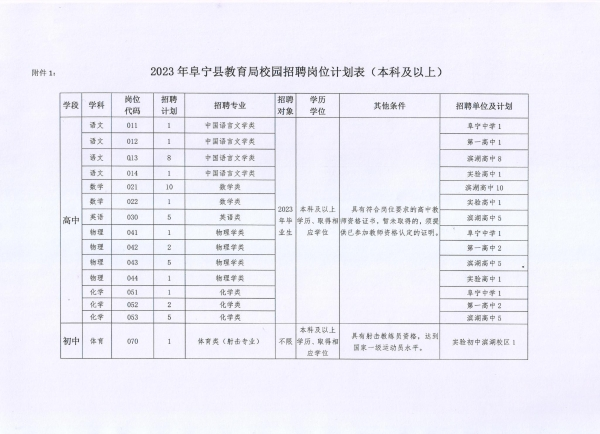 附件1:
2023年阜宁县教育局校园招聘岗位计划表（本科及以上）
学段 学科 岗位代码 招聘计划 招聘专业 招聘对象 学历学位 其他条件 招聘单位及计划
高中 语文 011 1 中国语言文学类 2023年毕业生 本科及以上学历、取得相应学位 具有符合岗位要求的高中教师资格证书，暂未取得的，须提供已参加教师资格认定的证明。 阜宁中学1
语文 012 1 中国语言文学类 第一高中1
语文 013 8 中国语言文学类 滨湖高中8
语文 014 1 中国语言文学类 实验高中1
数学 021 10 数学类 滨湖高中10
数学 022 1 数学类 实验高中1
英语 030 5 英语类 滨湖高中5
物理 041 1 物理学类 阜宁中学1
物理 042 2 物理学类 第一高中2
物理 043 5 物理学类 滨湖高中5
物理 044 1 物理学类 实验高中1
化学 051 1 化学类 阜宁中学1
化学 052 2 化学类 第一高中2
化学 053 5 化学类 滨湖高中5
初中 体育 070 1 体育类（射击专业） 不限 本科及以上学历、取得相应学位 具有射击教练员资格，达到国家一级运动员水平。 实验初中滨湖校区1